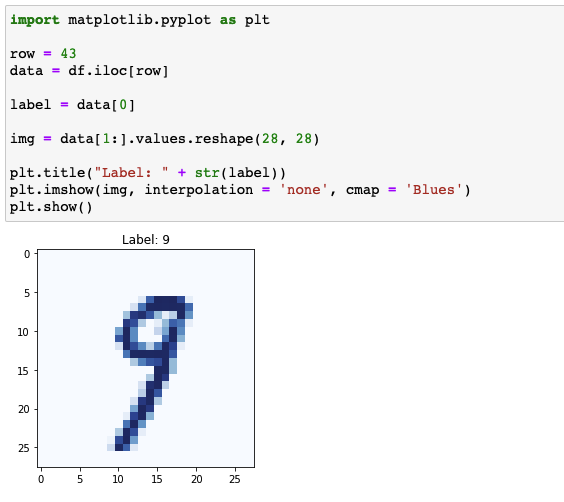 import matplotlib.pyplot as plt
row = 43
data = df.iloc[row]
label = data[0]
img = data[1:].values.reshape(28, 28)
plt.title("Label: " + str(label))
plt.imshow(img, interpolation = 'none', cmap = 'Blues')
plt.show()
Label: 9
0
5
10
15
20
25
0 5 10 15 20 25
9